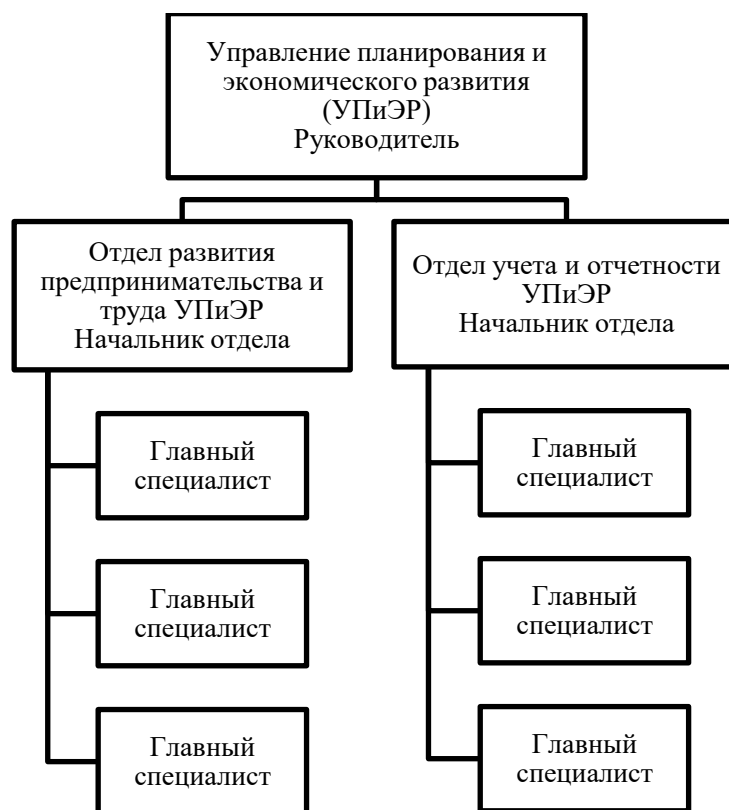 Управление планирования и
экономического развития
(УПиЭР)
Руководитель
Отдел развития
предпринимательства и
труда УПиЭР
Начальник отдела
Отдел учета и отчетности
УПиЭР
Начальник отдела
Главный
специалист
Главный
специалист
Главный
специалист
Главный
специалист
Главный
специалист
Главный
специалист